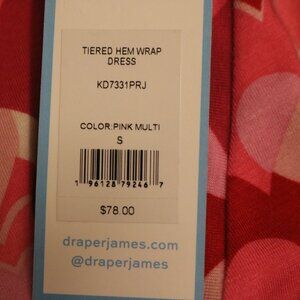 TIERED HEM WRAP
DRESS
KD7331PRJ
COLOR:PINK MULTI
S
1 96128 79246 7
$78.00
draperjames.com
@draperjames